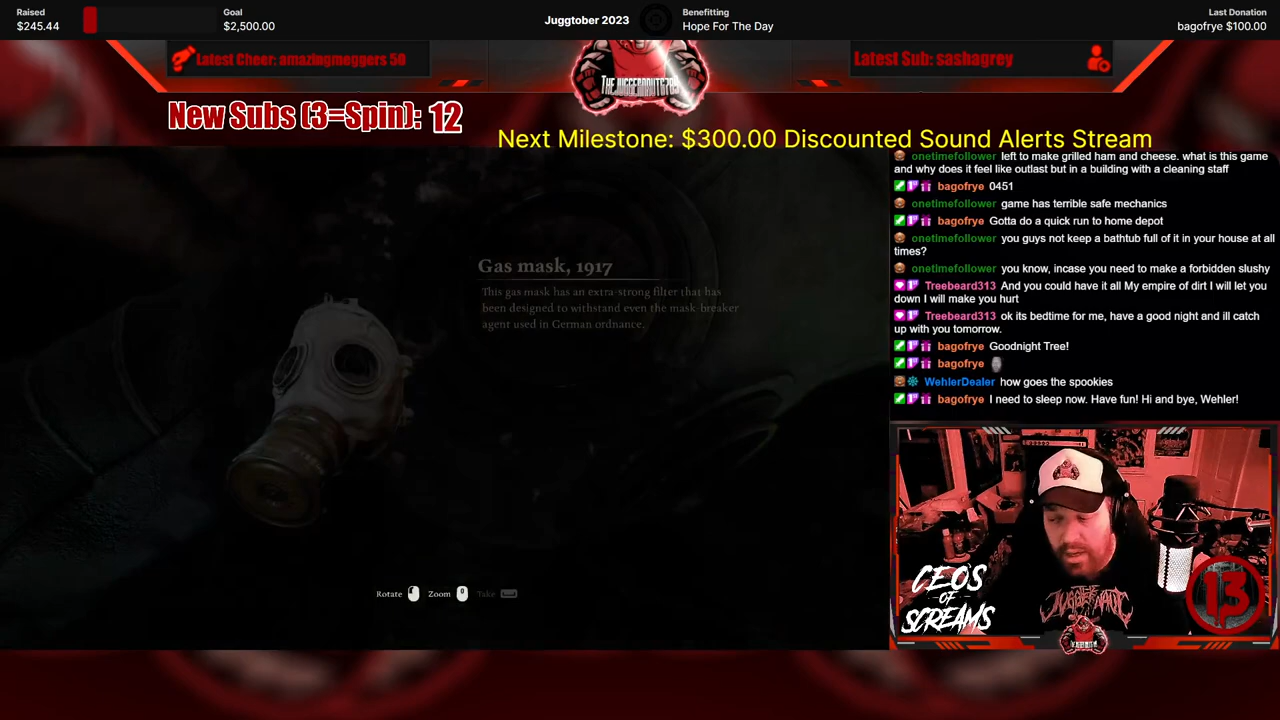 Raised
$245.44
Goal
$2,500.00
Juggtober 2023
Benefitting
Hope For The Day
Last Donation
bagofrye $100.00
Latest Cheer: amazingmeggers 50
THEJUGGERNAUT6789
Latest Sub: sashagrey
New Subs (3=Spin): 12
Next Milestone: $300.00 Discounted Sound Alerts Stream
onetimefollower left to make grilled ham and cheese. what is this game
and why does it feel like outlast but in a building with a cleaning staff
bagofrye 0451
onetimefollower game has terrible safe mechanics
bagofrye Gotta do a quick run to home depot
onetimefollower you guys not keep a bathtub full of it in your house at all
times?
onetimefollower you know, incase you need to make a forbidden slushy
Treebeard313 And you could have it all My empire of dirt I will let you
down I will make you hurt
Treebeard313 ok its bedtime for me, have a good night and ill catch
up with you tomorrow.
bagofrye Goodnight Tree!
bagofrye
WehlerDealer how goes the spookies
bagofrye I need to sleep now. Have fun! Hi and bye, Wehler!
Gas mask, 1917
This gas mask has an extra-strong filter that has
been designed to withstand even the mask-breaker
agent used in German ordnance.
Rotate Zoom Take
CEO'S
OF
SCREAMS
13